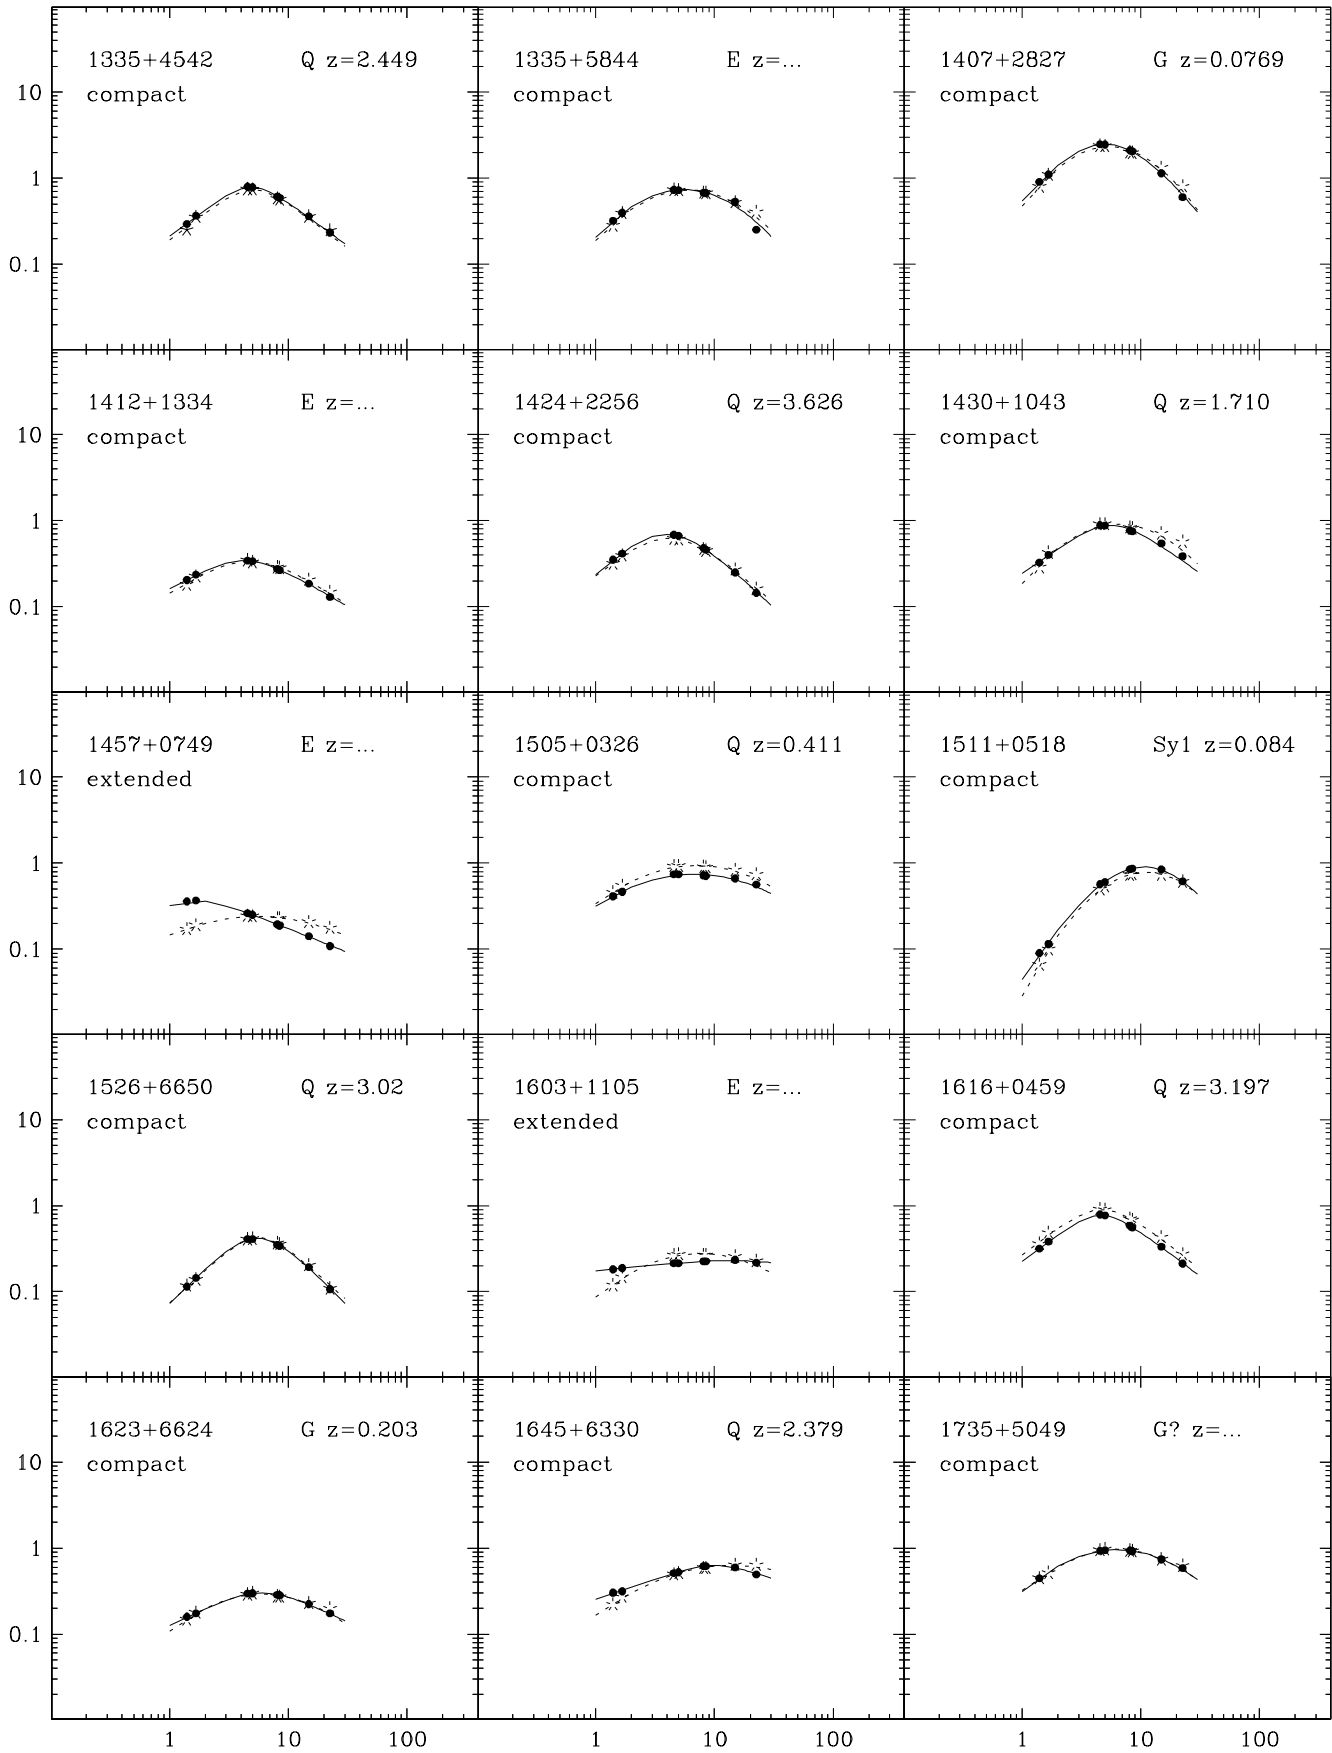 1335+4542 Q z=2.449
compact
1335+5844 E z=...
compact
1407+2827 G z=0.0769
compact
10
1
0.1
1412+1334 E z=...
compact
1424+2256 Q z=3.626
compact
1430+1043 Q z=1.710
compact
10
1
0.1
1457+0749 E z=...
extended
1505+0326 Q z=0.411
compact
1511+0518 Sy1 z=0.084
compact
10
1
0.1
1526+6650 Q z=3.02
compact
1603+1105 E z=...
extended
1616+0459 Q z=3.197
compact
10
1
0.1
1623+6624 G z=0.203
compact
1645+6330 Q z=2.379
compact
1735+5049 G? z=...
compact
10
1
0.1
1 10 100 1 10 100 1 10 100